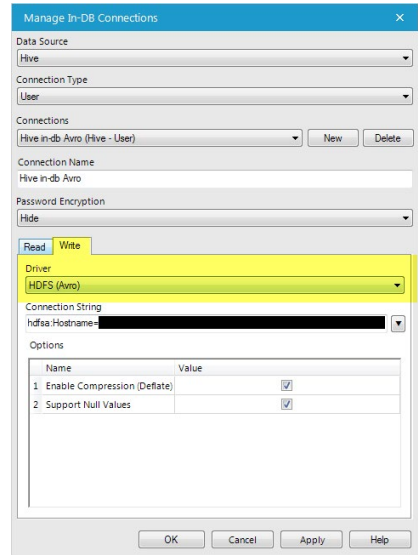 Manage In-DB Connections
Data Source
Hive
Connection Type
User
Connections
Hive in-db Avro (Hive - User) New Delete
Connection Name
Hive in-db Avro
Password Encryption
Hide
Read Write
Driver
HDFS (Avro)
Connection String
hdfsa:Hostname=
Options
Name Value
1 Enable Compression (Deflate)
2 Support Null Values
OK Cancel Apply Help